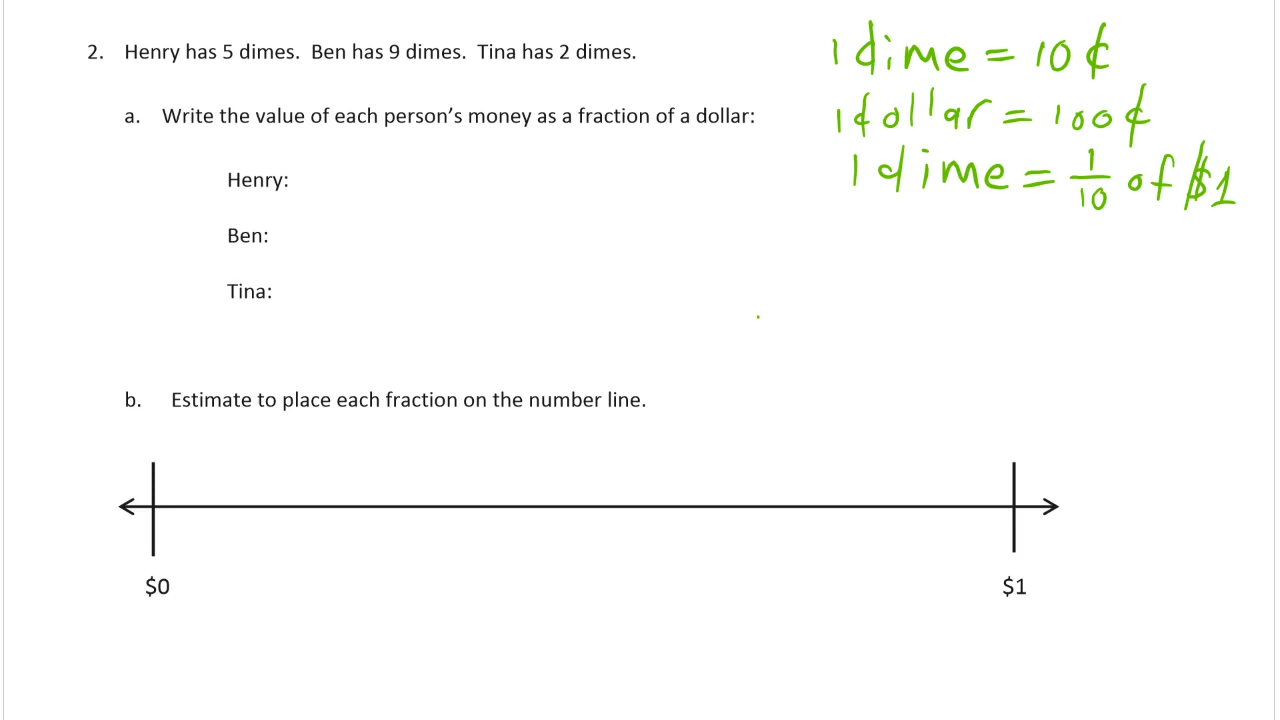 2. Henry has 5 dimes. Ben has 9 dimes. Tina has 2 dimes.
1 dime = 10 ¢
a. Write the value of each person's money as a fraction of a dollar:
1 dollar = 100 ¢
1 dime = 1/10 of $1
Henry:
Ben:
Tina:
b. Estimate to place each fraction on the number line.
$0 $1